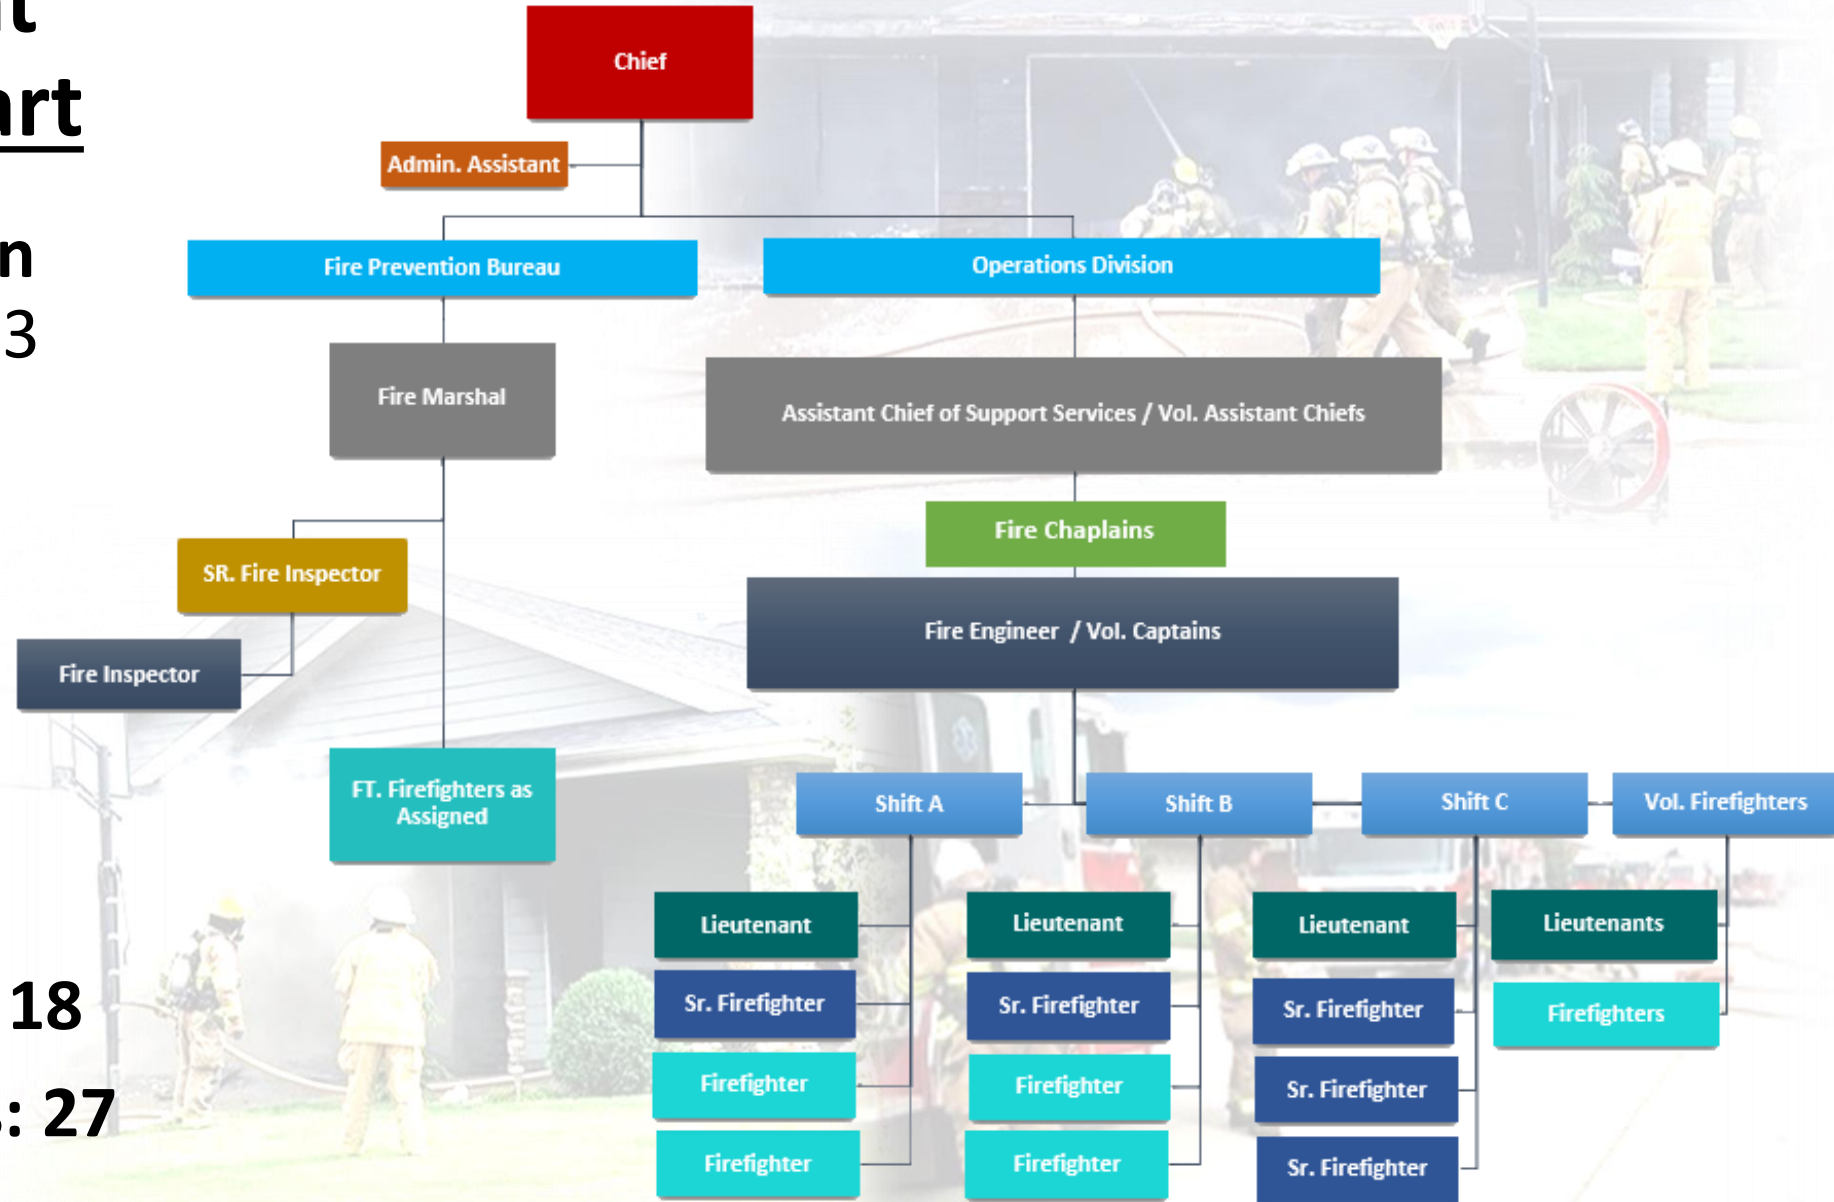 Chief
Admin. Assistant
Fire Prevention Bureau
Operations Division
3
Fire Marshal
Assistant Chief of Support Services / Vol. Assistant Chiefs
Fire Chaplains
SR. Fire Inspector
Fire Engineer / Vol. Captains
Fire Inspector
FT. Firefighters as
Assigned
Shift A
Shift B
Shift C
Vol. Firefighters
Lieutenant
Sr. Firefighter
Firefighter
Firefighter
Lieutenant
Sr. Firefighter
Firefighter
Firefighter
Lieutenant
Sr. Firefighter
Sr. Firefighter
Sr. Firefighter
Lieutenants
Firefighters
18
: 27